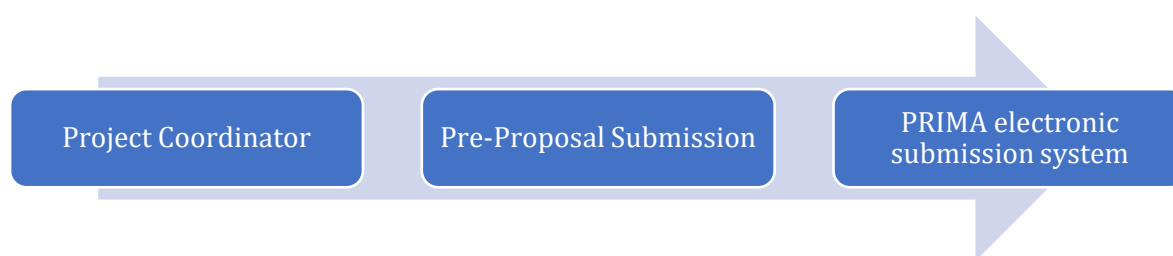 Project Coordinator
Pre-Proposal Submission
PRIMA electronic
submission system